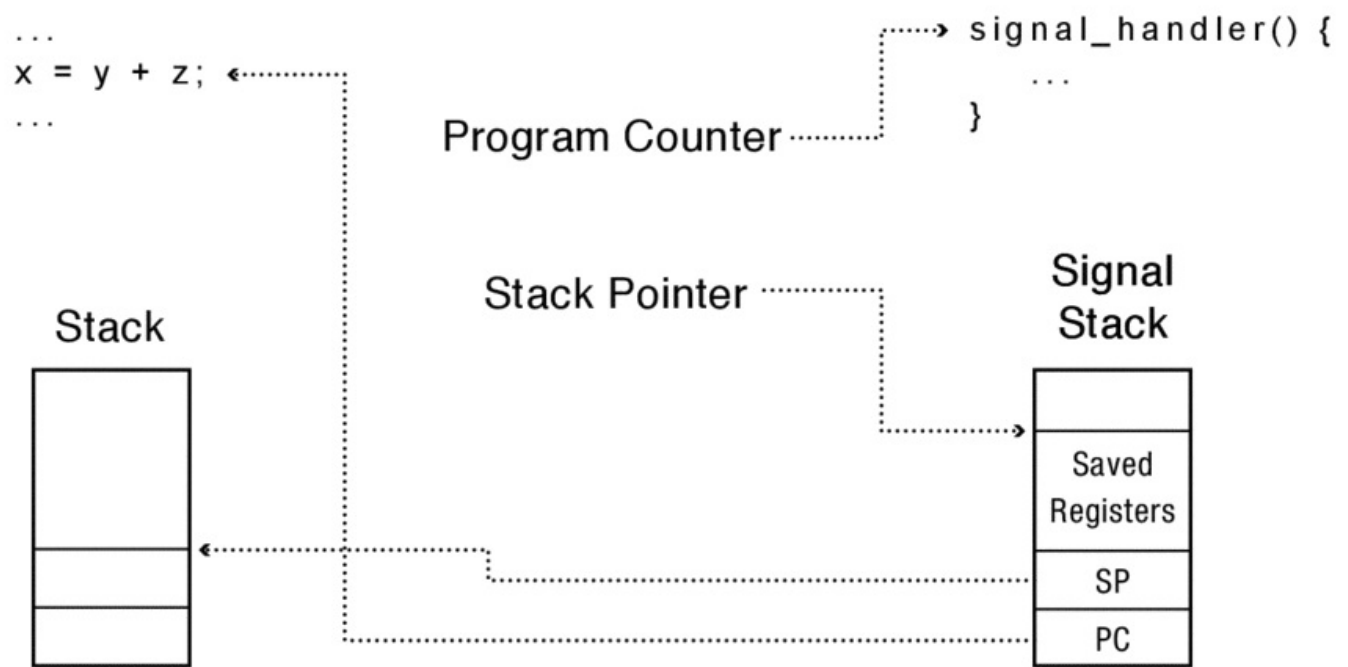 ...
x = y + z;
...
signal_handler() {
...
}
Program Counter
Stack Pointer
Stack
Signal
Stack
Saved
Registers
SP
PC